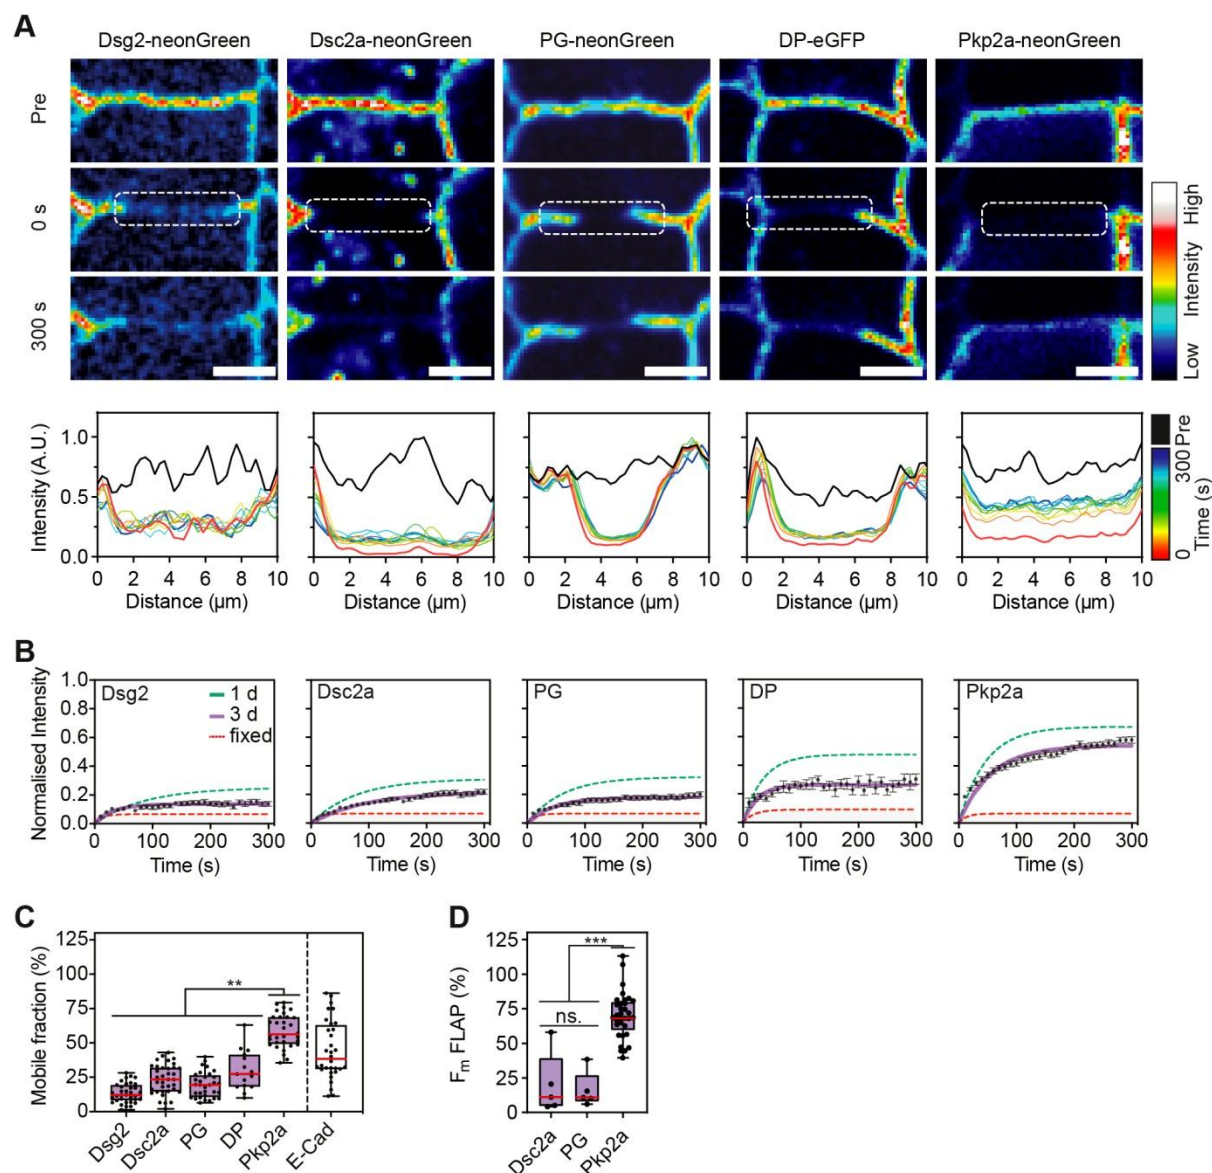 A
Dsg2-neonGreen Dsc2a-neonGreen PG-neonGreen DP-eGFP Pkp2a-neonGreen
Pre
0 s
300 s
Low Intensity High
Intensity (A.U.)
1.0
0.5
0.0
0 2 4 6 8 10 0 2 4 6 8 10 0 2 4 6 8 10 0 2 4 6 8 10 0 2 4 6 8 10
Distance (µm) Distance (µm) Distance (µm) Distance (µm) Distance (µm)
0 300 Pre
Time (s)
B
Normalised Intensity
1.0
0.8
0.6
0.4
0.2
0.0
Dsg2 Dsc2a PG DP Pkp2a
1 d
3 d
fixed
0 100 200 300 0 100 200 300 0 100 200 300 0 100 200 300 0 100 200 300
Time (s) Time (s) Time (s) Time (s) Time (s)
C
Mobile fraction (%)
125
100
75
50
25
0
**
Dsg2 Dsc2a PG DP Pkp2a E-Cad
D
Fm FLAP (%)
125
100
75
50
25
0
***
ns.
Dsc2a PG Pkp2a